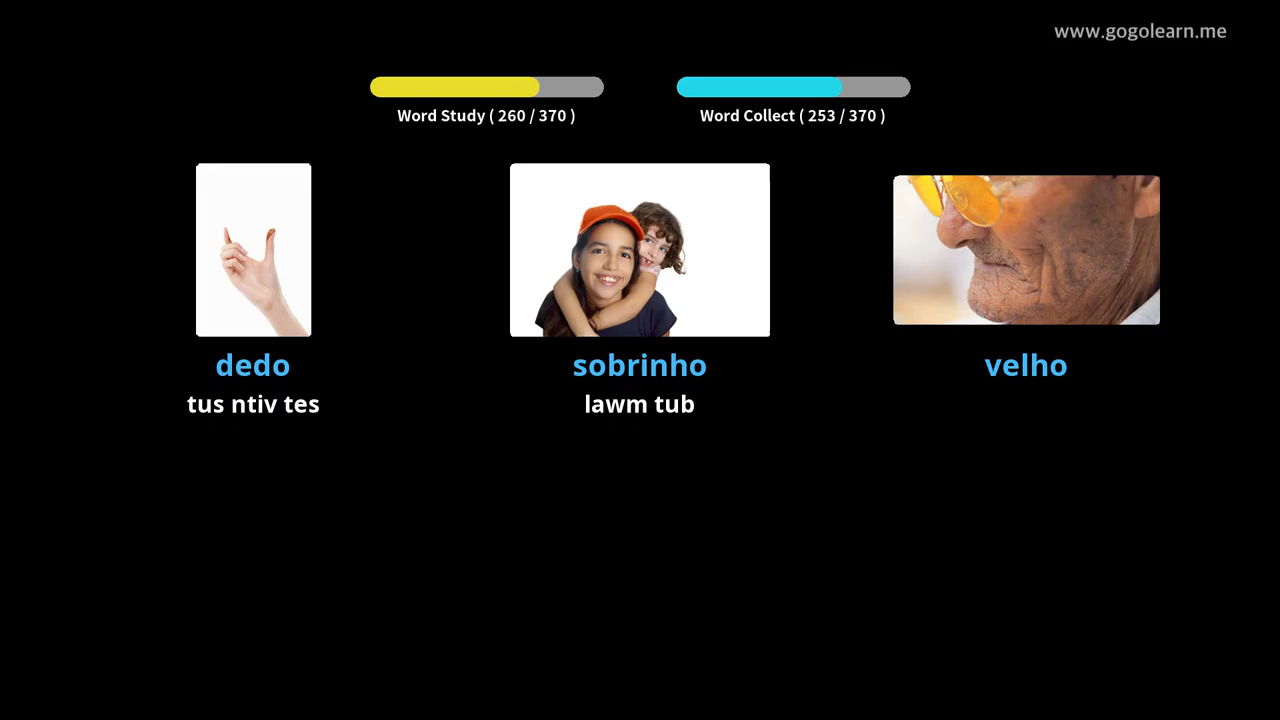 www.gogolearn.me
Word Study ( 260 / 370 )
Word Collect ( 253 / 370 )
dedo
sobrinho
velho
tus ntiv tes
lawm tub